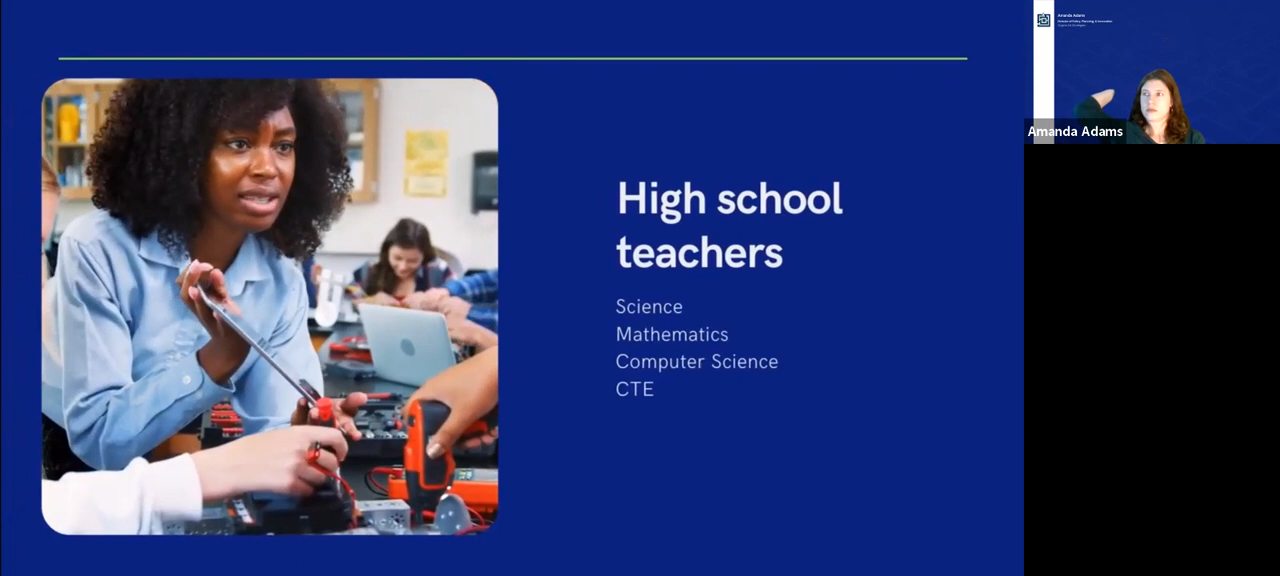 High school
teachers
Science
Mathematics
Computer Science
CTE
Amanda Adams
Amanda Adams